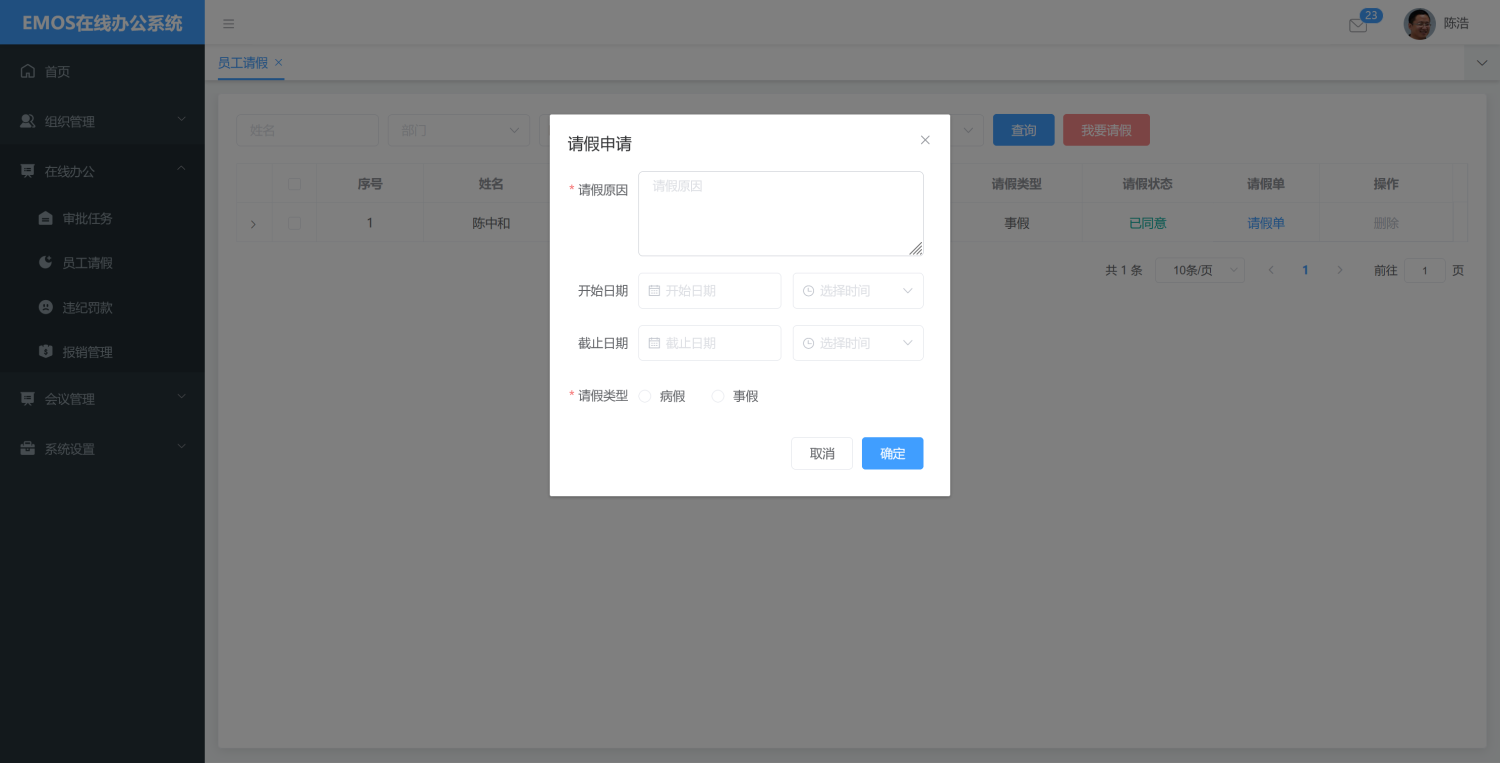 EMOS在线办公系统
23
陈浩
员工请假
首页
组织管理
在线办公
审批任务
员工请假
违纪罚款
报销管理
会议管理
系统设置
姓名
部门
查询
我要请假
序号
姓名
请假类型
请假状态
请假单
操作
1
陈中和
事假
已同意
请假单
删除
共 1 条
10条/页
1
前往
1
页
请假申请
* 请假原因
请假原因
开始日期
开始日期
选择时间
截止日期
截止日期
选择时间
* 请假类型
病假
事假
取消
确定